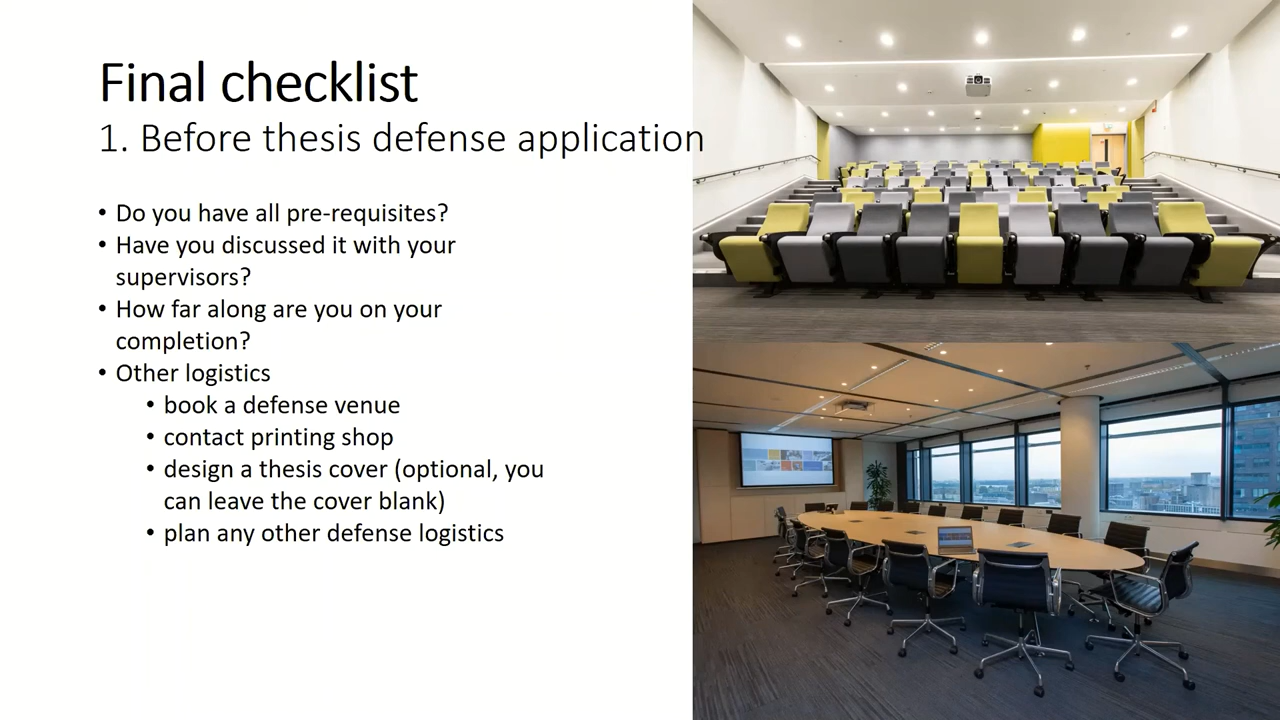 Final checklist
1. Before thesis defense application
• Do you have all pre-requisites?
• Have you discussed it with your
supervisors?
• How far along are you on your
completion?
• Other logistics
• book a defense venue
• contact printing shop
• design a thesis cover (optional, you
can leave the cover blank)
• plan any other defense logistics